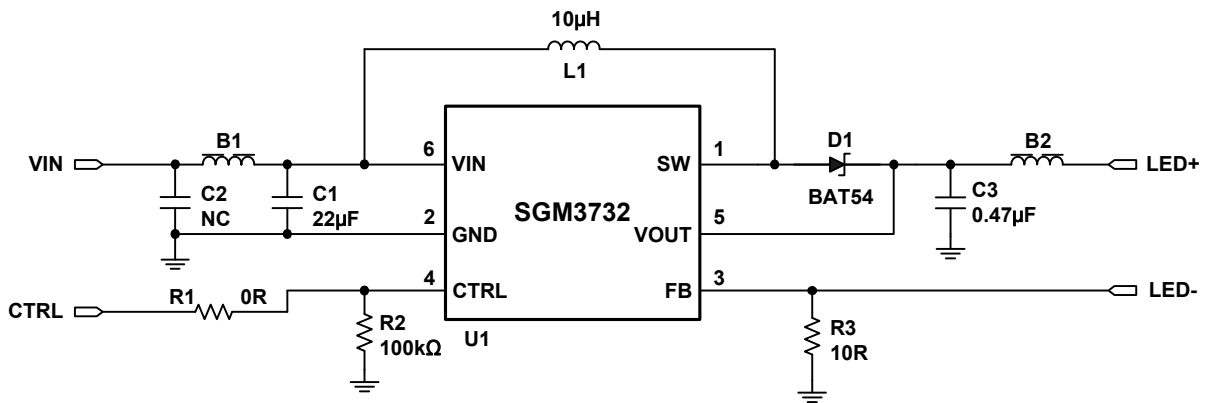 10μH
L1
B1
D1
B2
VIN
6
VIN
SW
1
LED+
C2
NC
C1
22μF
BAT54
C3
0.47μF
SGM3732
2
GND
VOUT
5
4
CTRL
FB
3
LED-
CTRL
R1
0R
R2
100kΩ
U1
R3
10R